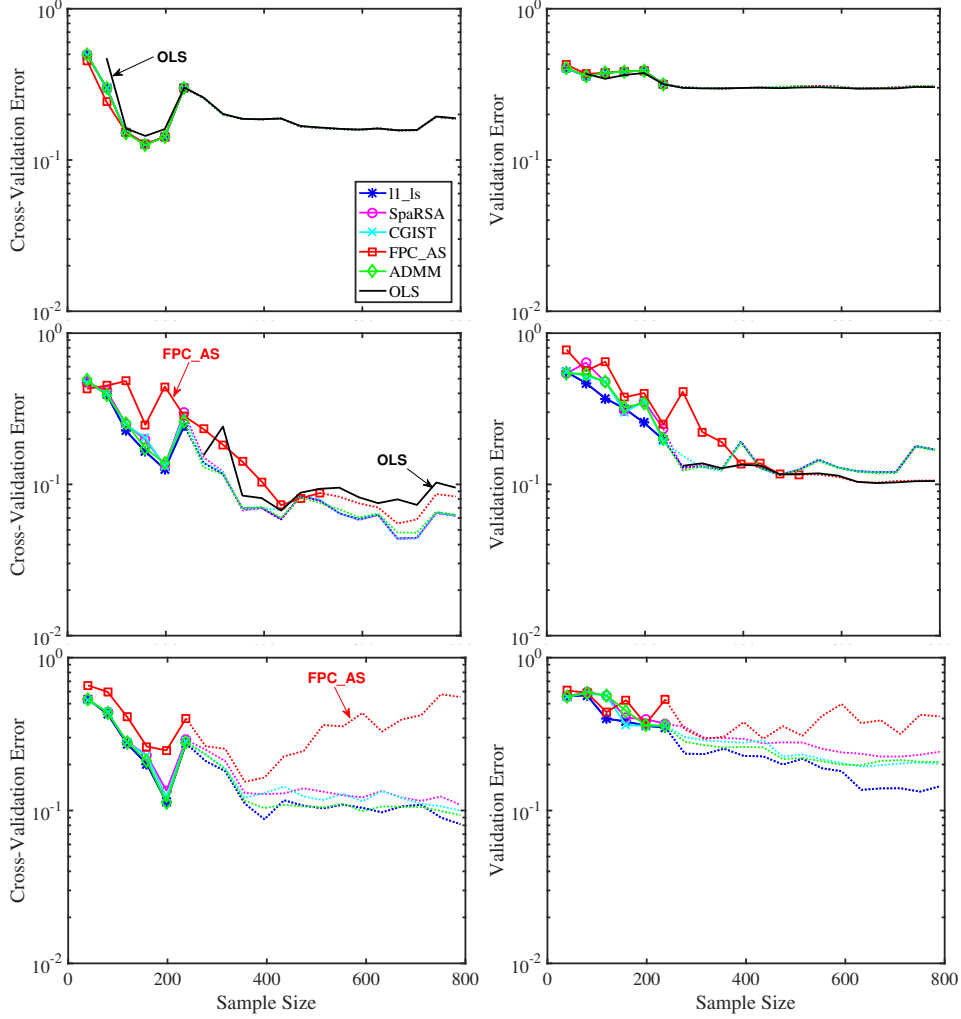 10^0
10^-1
10^-2
Cross-Validation Error
OLS
l1_ls
SpaRSA
CGIST
FPC_AS
ADMM
OLS
10^0
10^-1
10^-2
Validation Error
10^0
10^-1
10^-2
Cross-Validation Error
FPC_AS
OLS
10^0
10^-1
10^-2
Validation Error
10^0
10^-1
10^-2
Cross-Validation Error
FPC_AS
0 200 400 600 800
Sample Size
10^0
10^-1
10^-2
Validation Error
0 200 400 600 800
Sample Size